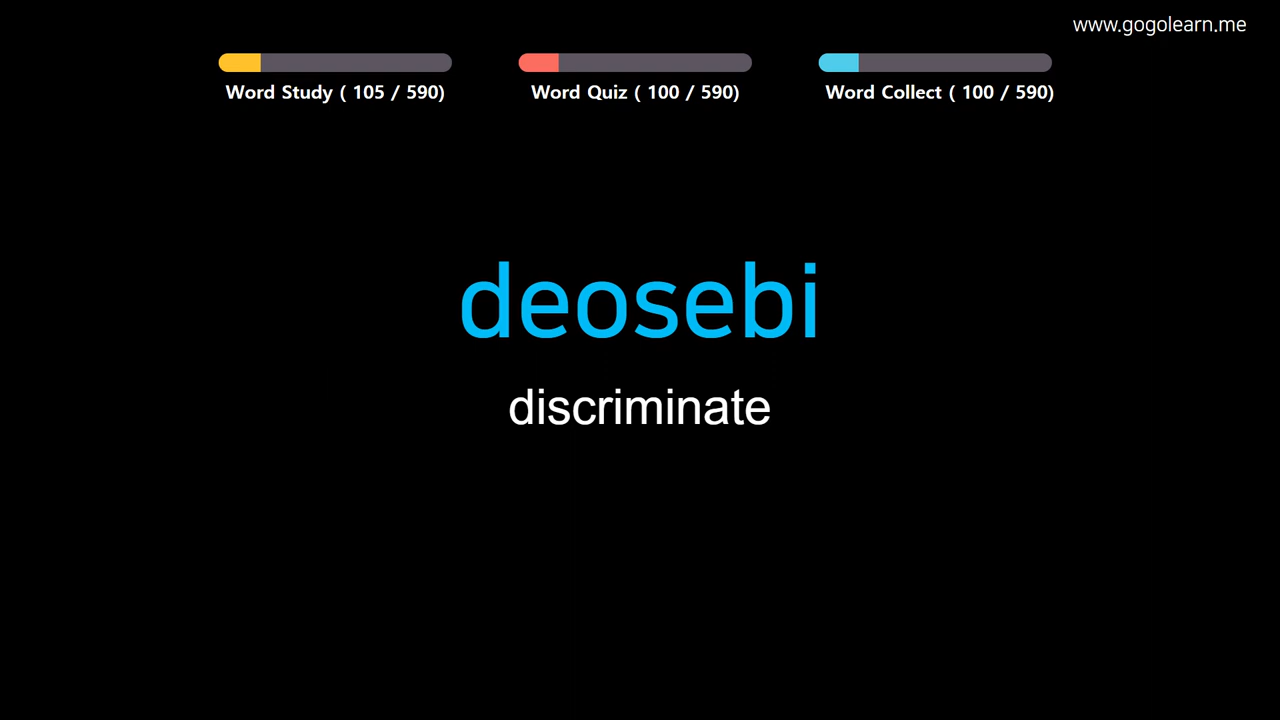 www.gogolearn.me
Word Study ( 105 / 590)
Word Quiz ( 100 / 590)
Word Collect ( 100 / 590)
deosebi
discriminate